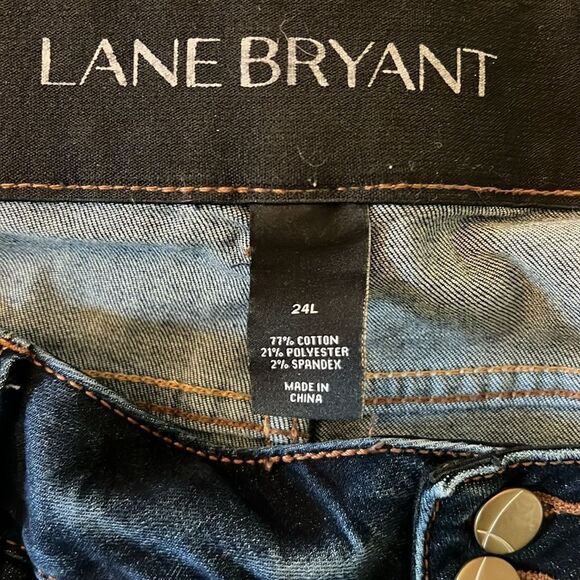 LANE BRYANT
24L
77% COTTON
21% POLYESTER
2% SPANDEX
MADE IN
CHINA